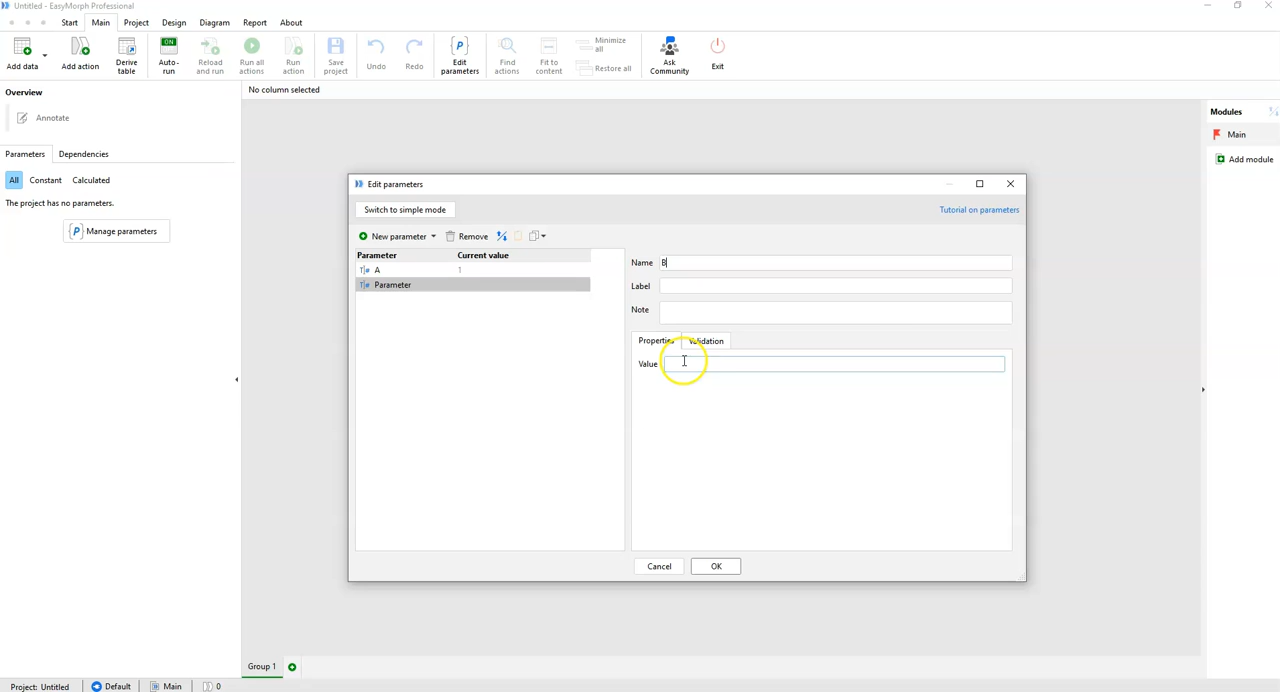 Untitled - EasyMorph Professional
Start Main Project Design Diagram Report About
Add data
Add action
Derive table
Auto-run
Reload and run
Run all actions
Run action
Save project
Undo
Redo
Edit parameters
Find actions
Fit to content
Minimize all
Restore all
Ask Community
Exit
Overview
No column selected
Annotate
Modules
Main
Add module
Parameters Dependencies
All Constant Calculated
The project has no parameters.
Manage parameters
Edit parameters
Switch to simple mode
Tutorial on parameters
New parameter
Remove
Parameter Current value
A 1
Parameter
Name B
Label
Note
Properties Validation
Value
Cancel OK
Group 1
Project: Untitled Default Main 0